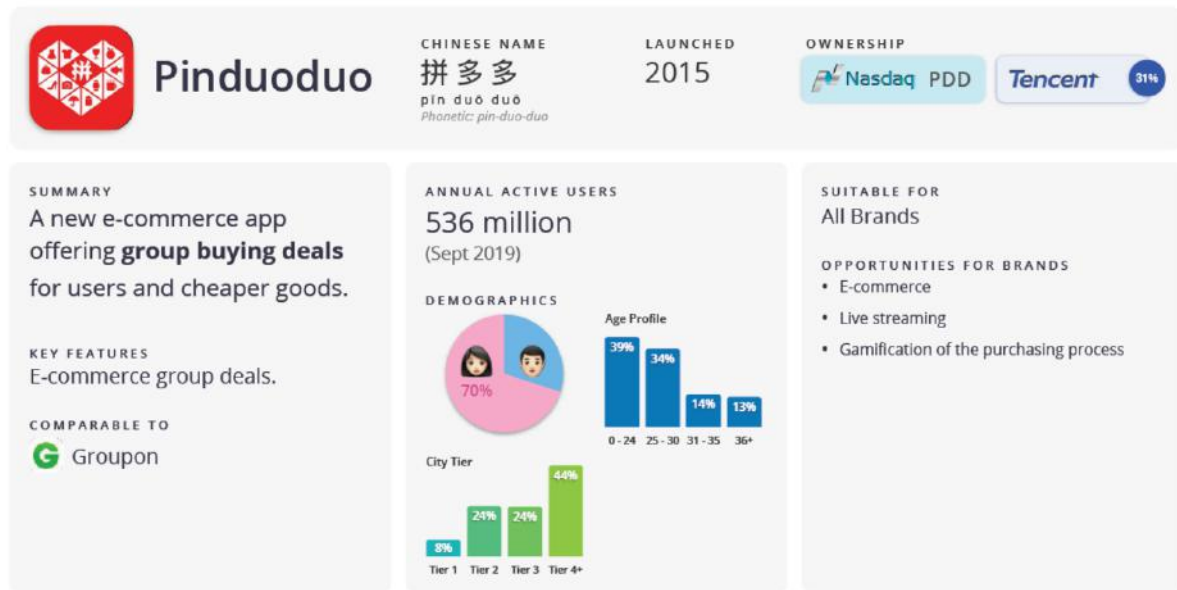 拼
Pinduoduo
CHINESE NAME
拼多多
pīn duō duō
Phonetic: pin-duo-duo
LAUNCHED
2015
OWNERSHIP
Nasdaq PDD
Tencent
31%
SUMMARY
A new e-commerce app
offering group buying deals
for users and cheaper goods.
KEY FEATURES
E-commerce group deals.
COMPARABLE TO
G Groupon
ANNUAL ACTIVE USERS
536 million
(Sept 2019)
DEMOGRAPHICS
70%
Age Profile
39%
34%
14%
13%
0 - 24 25 - 30 31 - 35 36+
City Tier
8%
24%
24%
44%
Tier 1 Tier 2 Tier 3 Tier 4+
SUITABLE FOR
All Brands
OPPORTUNITIES FOR BRANDS
• E-commerce
• Live streaming
• Gamification of the purchasing process